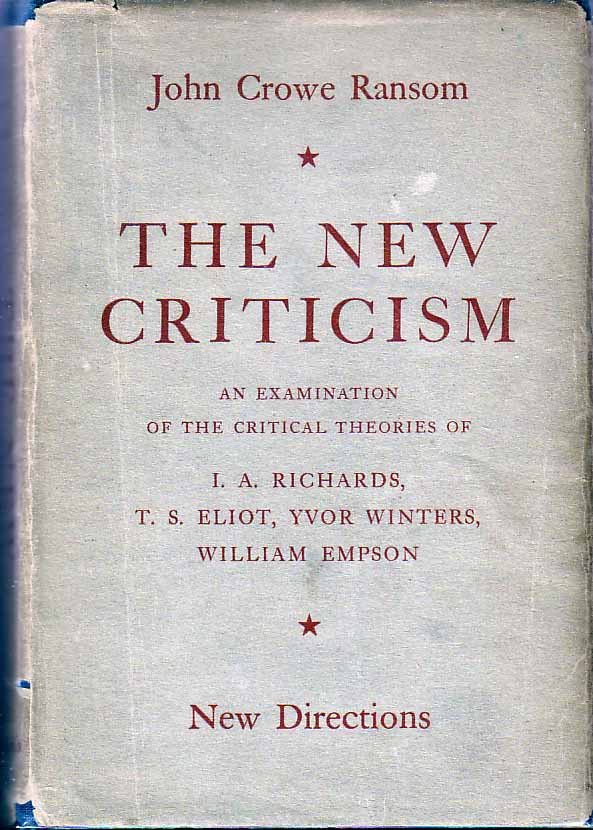 John Crowe Ransom
THE NEW
CRITICISM
AN EXAMINATION
OF THE CRITICAL THEORIES OF
I. A. RICHARDS,
T. S. ELIOT, YVOR WINTERS,
WILLIAM EMPSON
New Directions